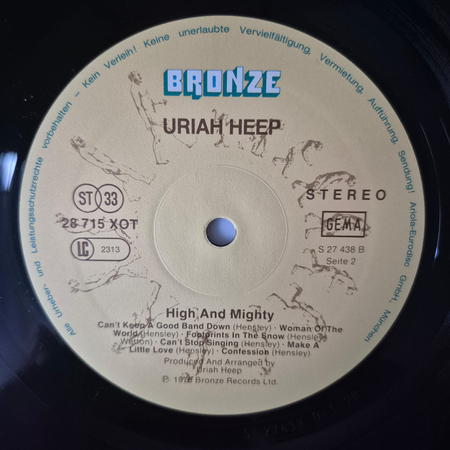 Alle Urheber- und Leistungsschutzrechte vorbehalten – Kein Verleih! Keine unerlaubte Vervielfältigung, Vermietung, Aufführung, Sendung! Ariola-Eurodisc GmbH., München
BRONZE
URIAH HEEP
ST 33
STEREO
28 715 XOT
GEMA
LC 2313
S 27 438 B
Seite 2
High And Mighty
Can't Keep A Good Band Down (Hensley) · Woman Of The
World (Hensley) · Footprints In The Snow (Hensley/
Wetton) · Can't Stop Singing (Hensley) · Make A
Little Love (Hensley) · Confession (Hensley)
Produced And Arranged by
Uriah Heep
℗ 1976 Bronze Records Ltd.